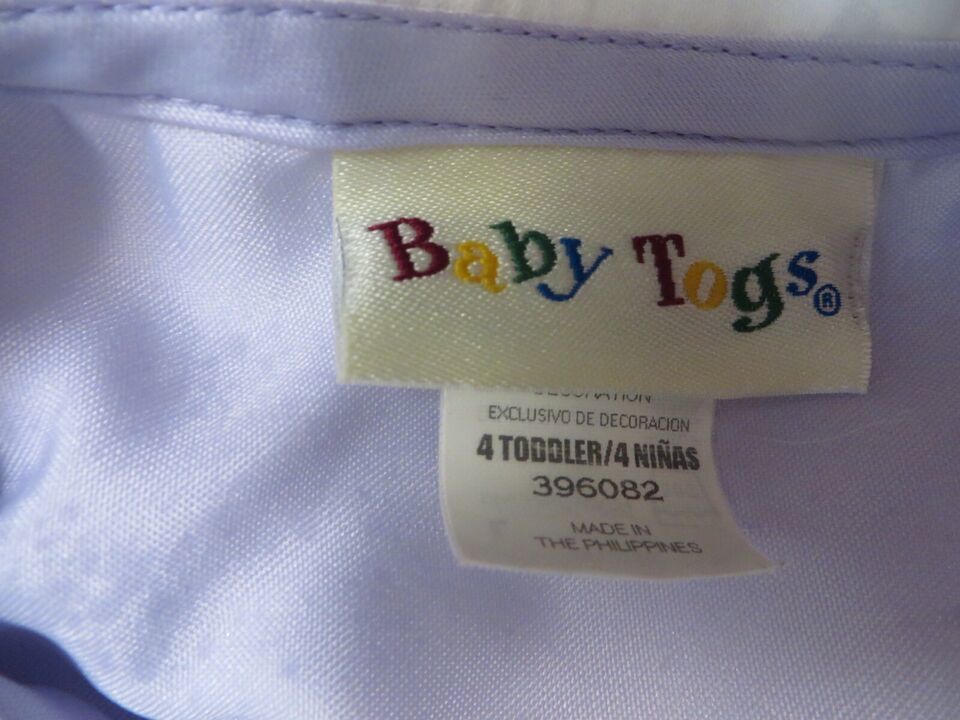 Baby Togs®
EXCLUSIVO DE DECORACION
4 TODDLER/4 NIÑAS
396082
MADE IN
THE PHILIPPINES